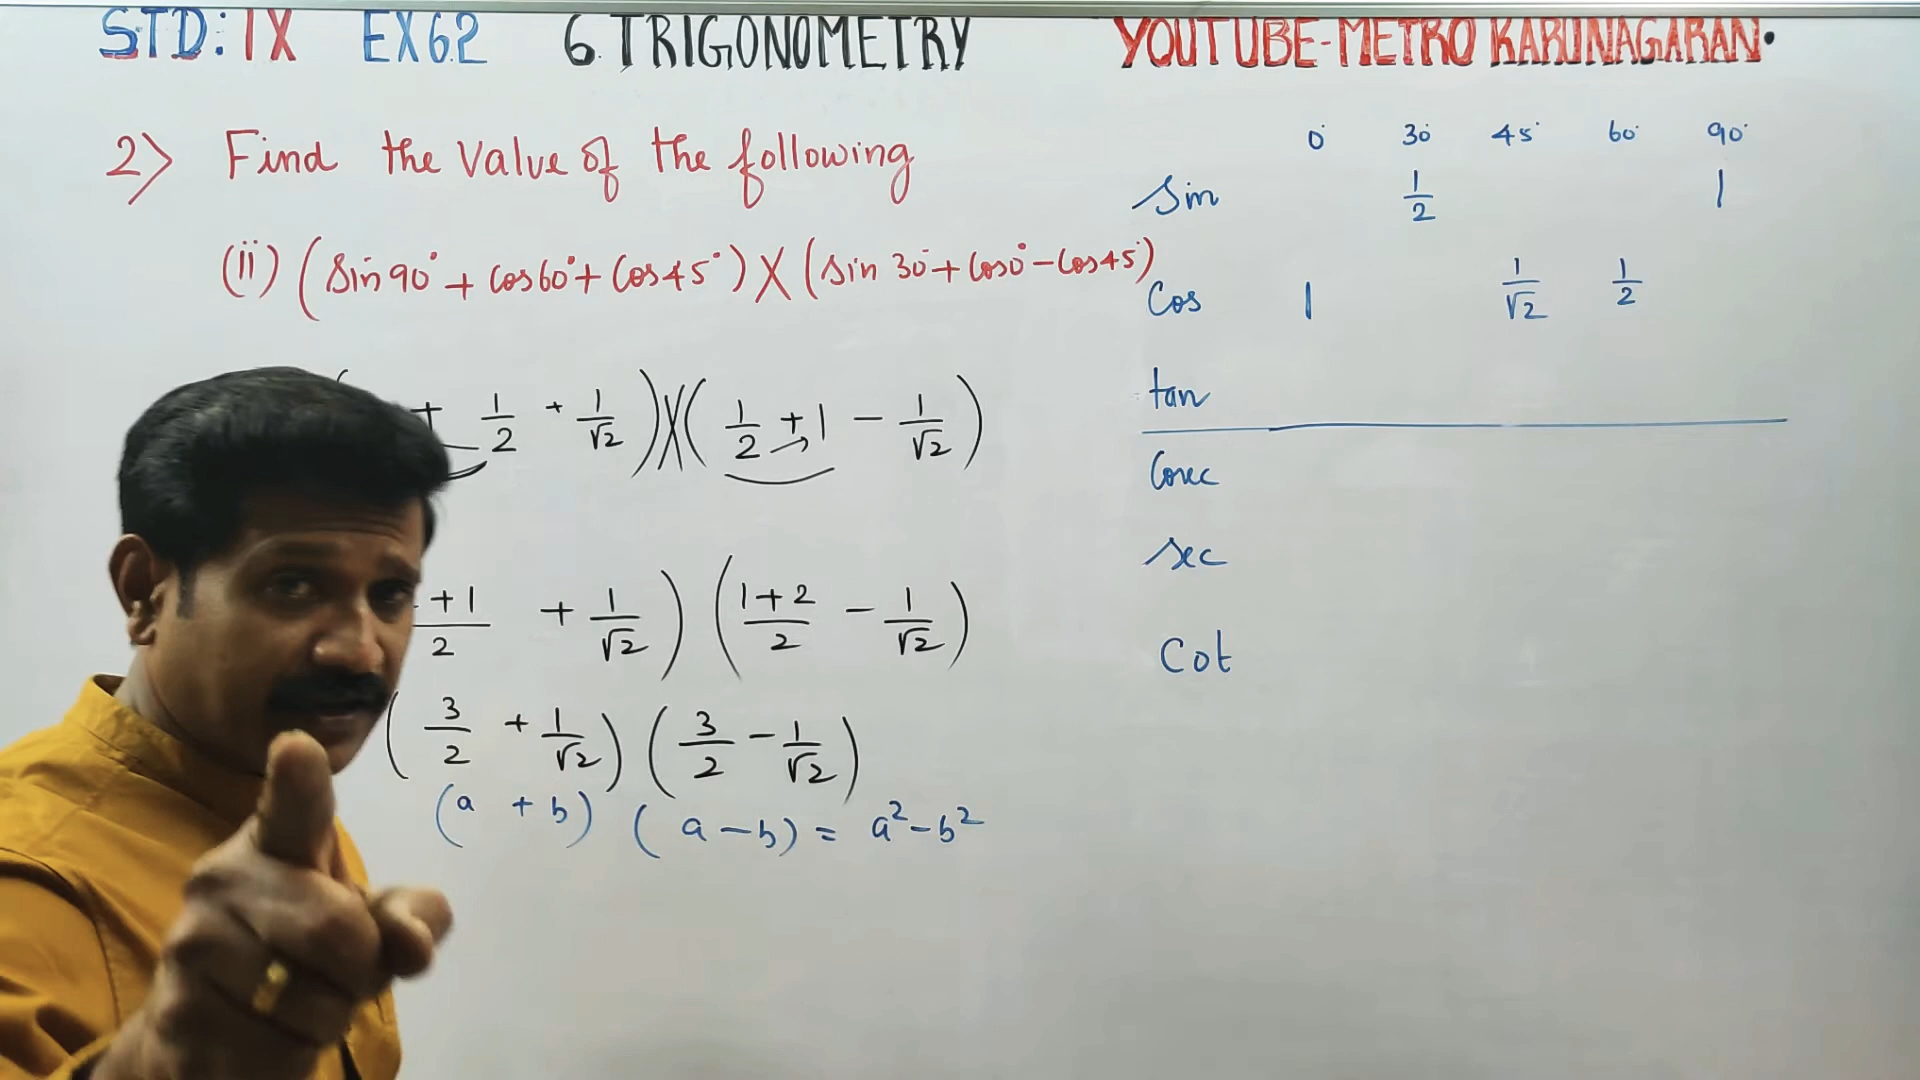 STD: IX EX 6.2 6. TRIGONOMETRY YOUTUBE-METRO KARUNAGARAN.
2) Find the value of the following
(ii) (sin 90° + cos 60° + cos 45°) X (sin 30° + cos 0° - cos 45°)
+ 1/2 + 1/√2) X (1/2 + 1 - 1/√2)
+1/2 + 1/√2) (1+2/2 - 1/√2)
(3/2 + 1/√2) (3/2 - 1/√2)
(a + b) (a - b) = a² - b²
0° 30° 45° 60° 90°
sin 1/2 1
cos 1 1/√2 1/2
tan
Cosec
sec
Cot